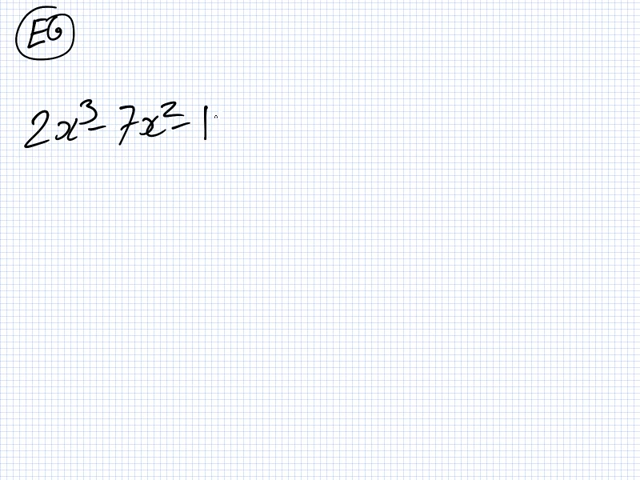 EG
2x³ - 7x² - 1